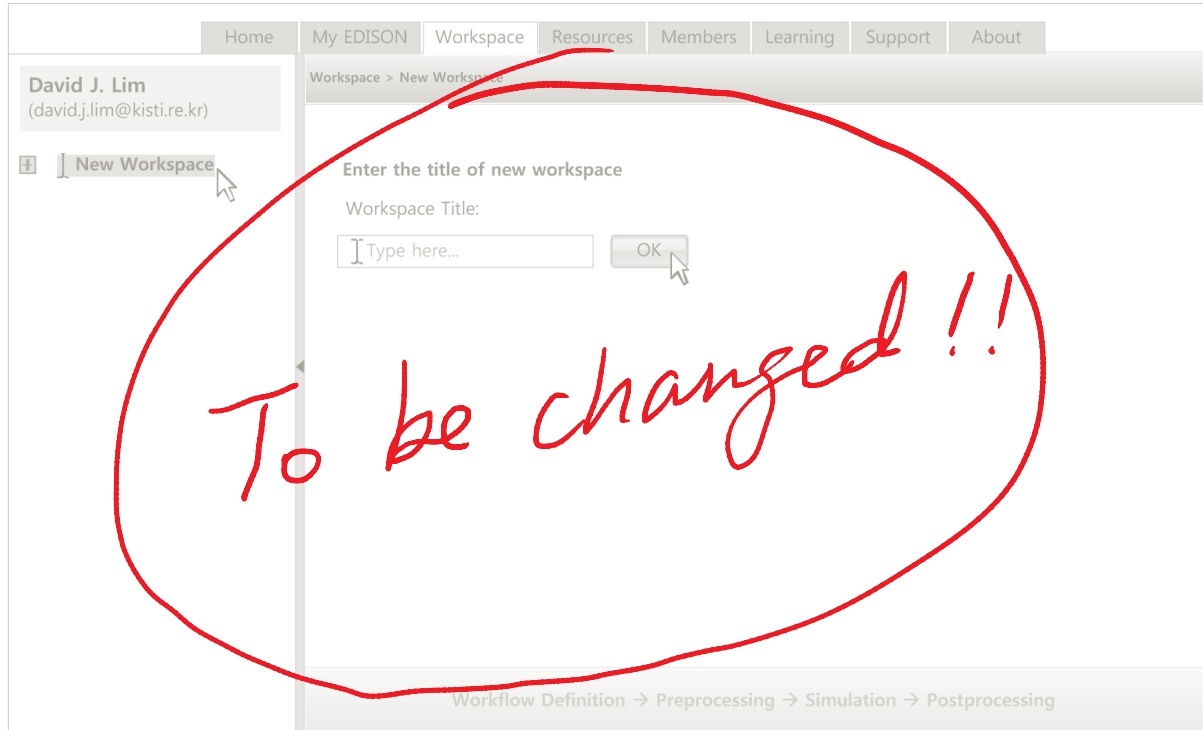 Home My EDISON Workspace Resources Members Learning Support About
David J. Lim
(david.j.lim@kisti.re.kr)
New Workspace
Workspace > New Workspace
Enter the title of new workspace
Workspace Title:
Type here... OK
To be changed!!
Workflow Definition → Preprocessing → Simulation → Postprocessing